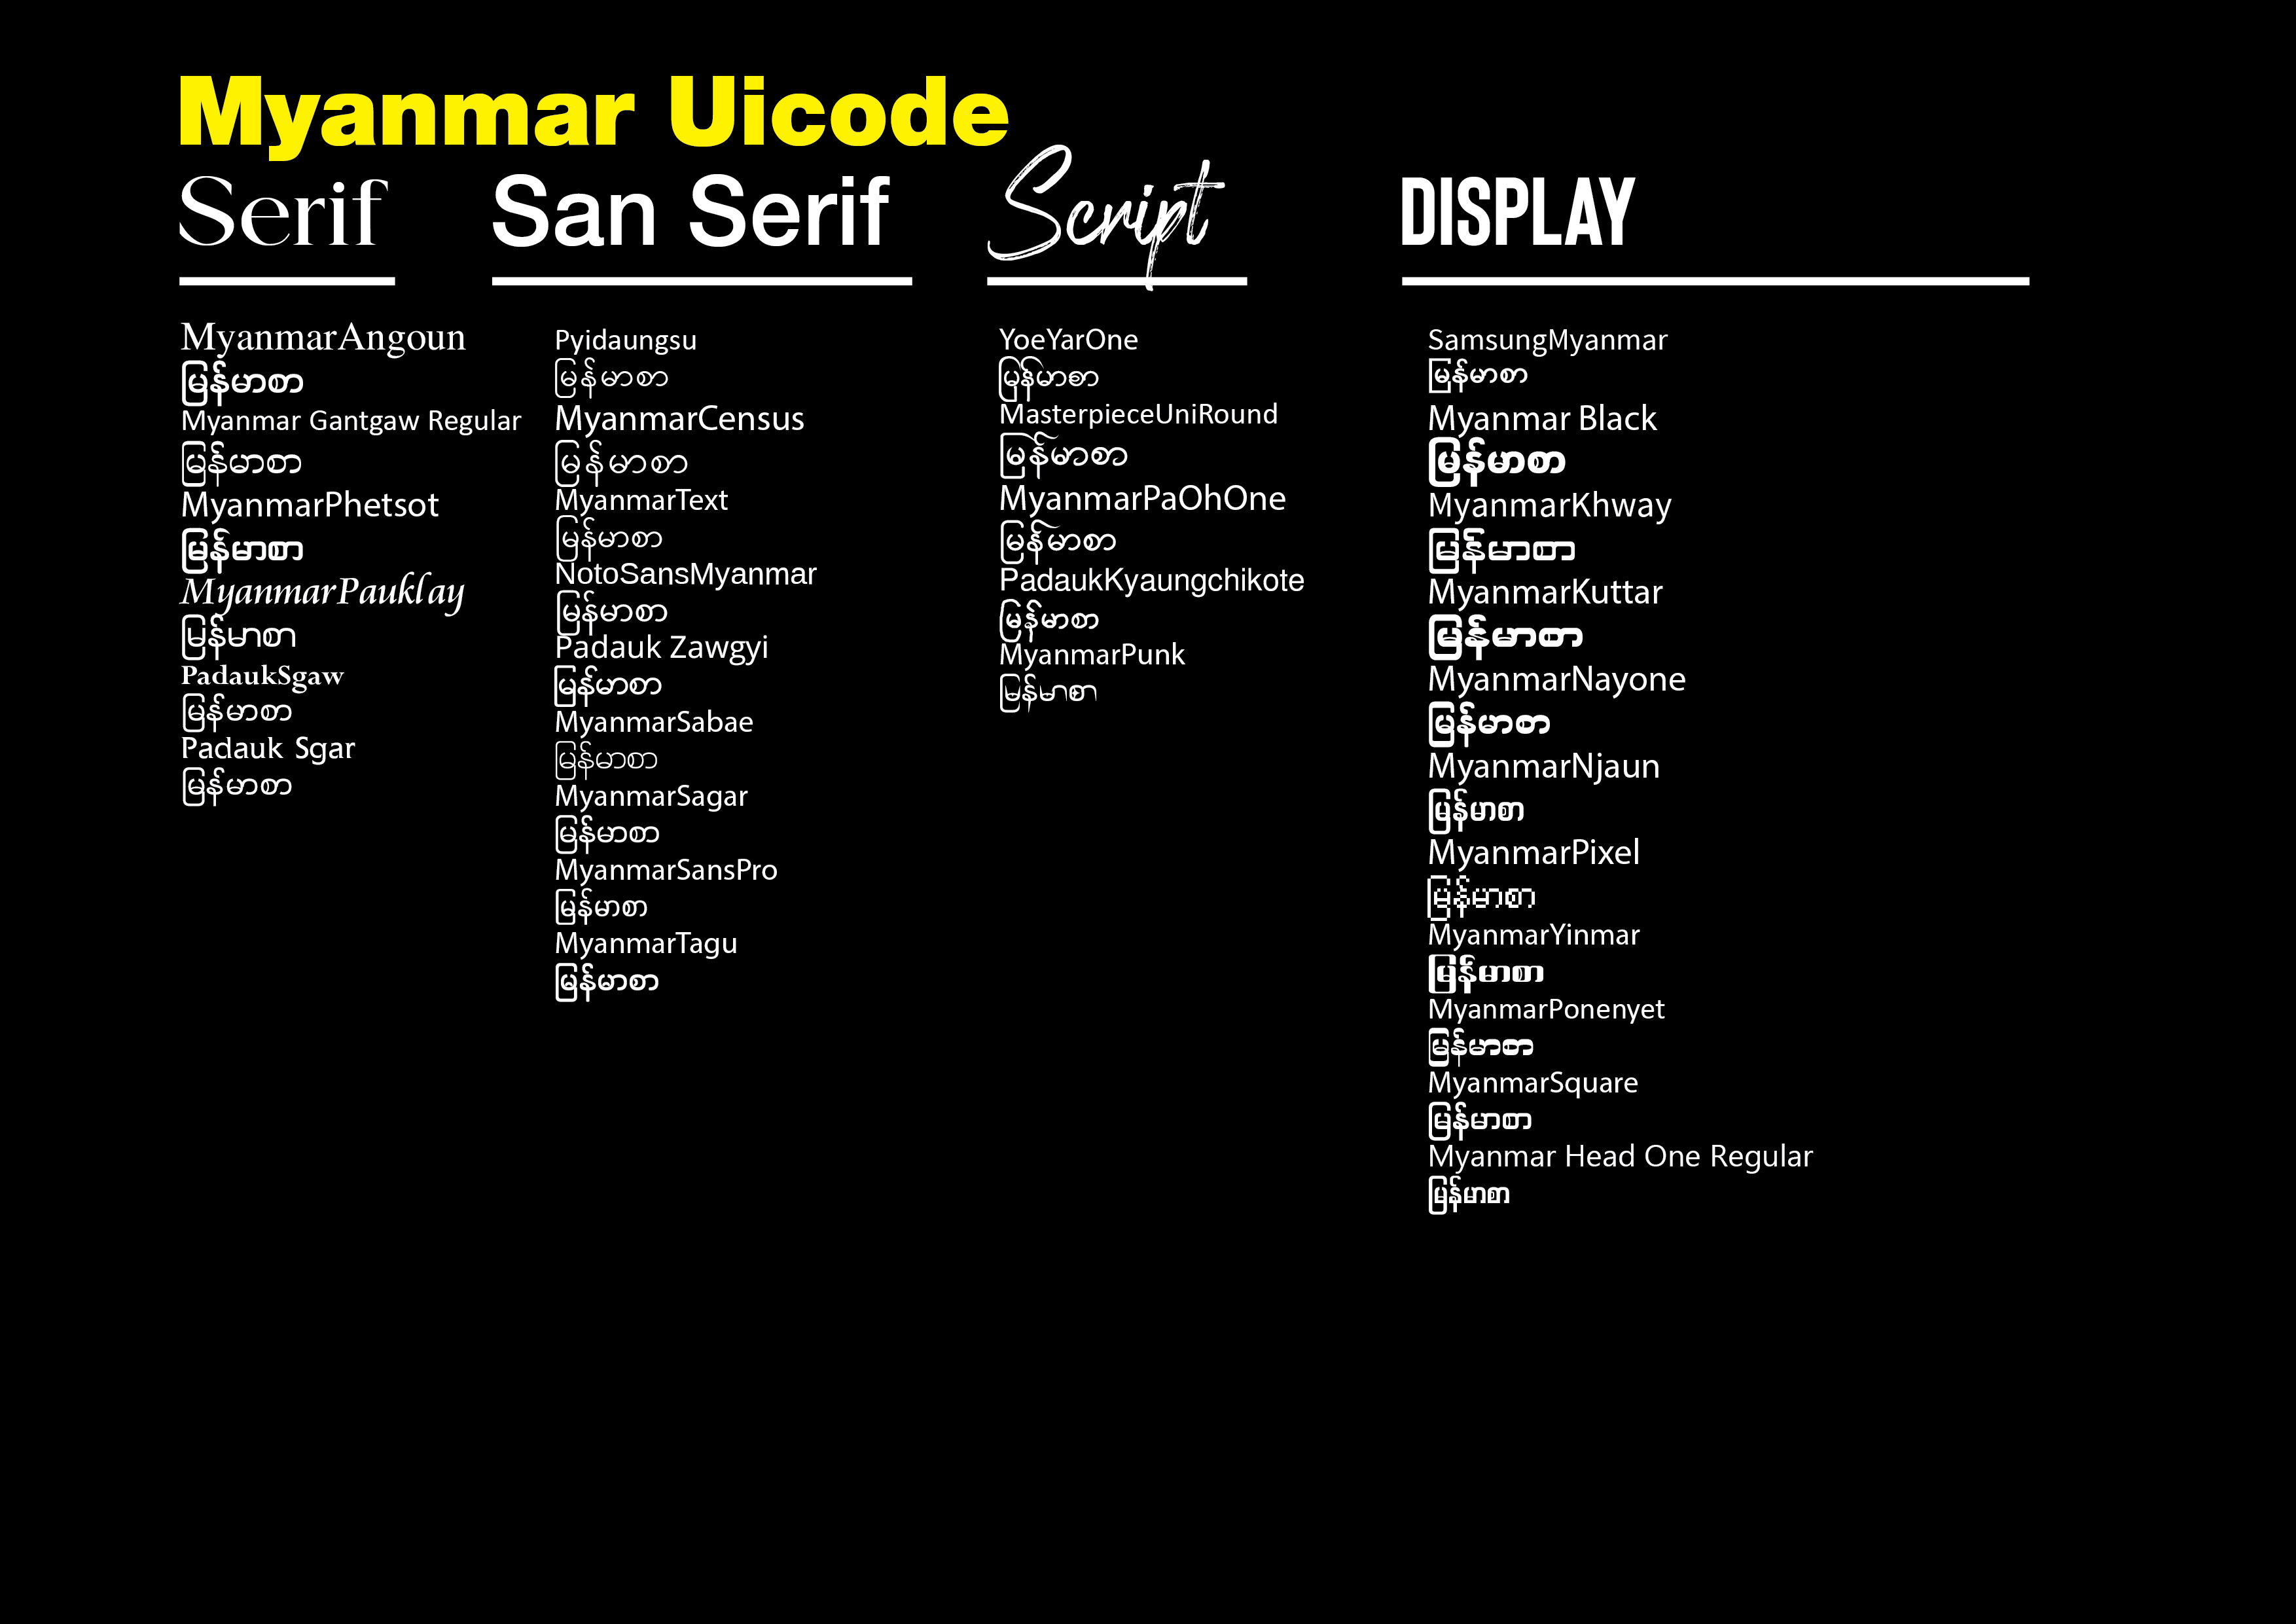 Myanmar Uicode
Serif
San Serif
Script
DISPLAY
MyanmarAngoun
မြန်မာစာ
Myanmar Gantgaw Regular
မြန်မာစာ
MyanmarPhetsot
မြန်မာစာ
MyanmarPauklay
မြန်မာစာ
PadaukSgaw
မြန်မာစာ
Padauk Sgar
မြန်မာစာ
Pyidaungsu
မြန်မာစာ
MyanmarCensus
မြန်မာစာ
MyanmarText
မြန်မာစာ
NotoSansMyanmar
မြန်မာစာ
Padauk Zawgyi
မြန်မာစာ
MyanmarSabae
မြန်မာစာ
MyanmarSagar
မြန်မာစာ
MyanmarSansPro
မြန်မာစာ
MyanmarTagu
မြန်မာစာ
YoeYarOne
မြန်မာစာ
MasterpieceUniRound
မြန်မာစာ
MyanmarPaOhOne
မြန်မာစာ
PadaukKyaungchikote
မြန်မာစာ
MyanmarPunk
မြန်မာစာ
SamsungMyanmar
မြန်မာစာ
Myanmar Black
မြန်မာစာ
MyanmarKhway
မြန်မာစာ
MyanmarKuttar
မြန်မာစာ
MyanmarNayone
မြန်မာစာ
MyanmarNjaun
မြန်မာစာ
MyanmarPixel
မြန်မာစာ
MyanmarYinmar
မြန်မာစာ
MyanmarPonenyet
မြန်မာစာ
MyanmarSquare
မြန်မာစာ
Myanmar Head One Regular
မြန်မာစာ